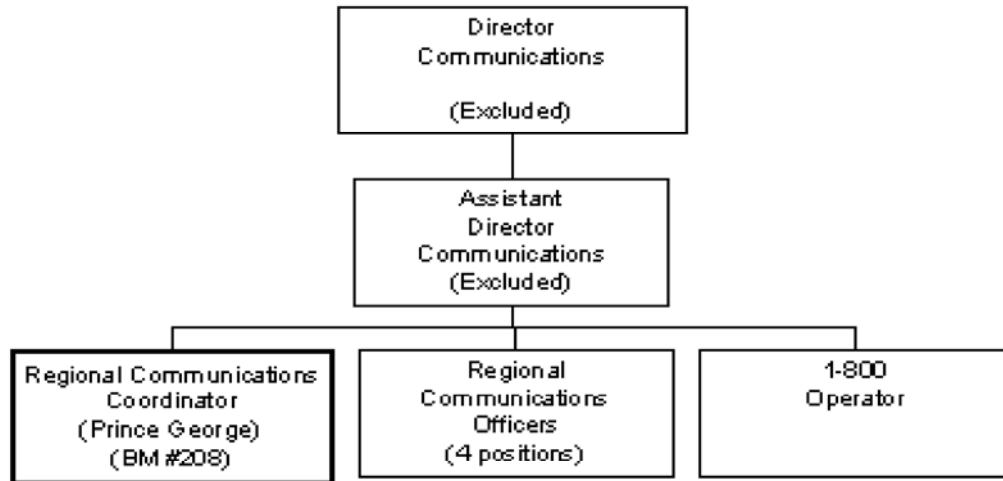 Director
Communications
(Excluded)
Assistant
Director
Communications
(Excluded)
Regional Communications
Coordinator
(Prince George)
(BM #208)
Regional
Communications
Officers
(4 positions)
1-800
Operator